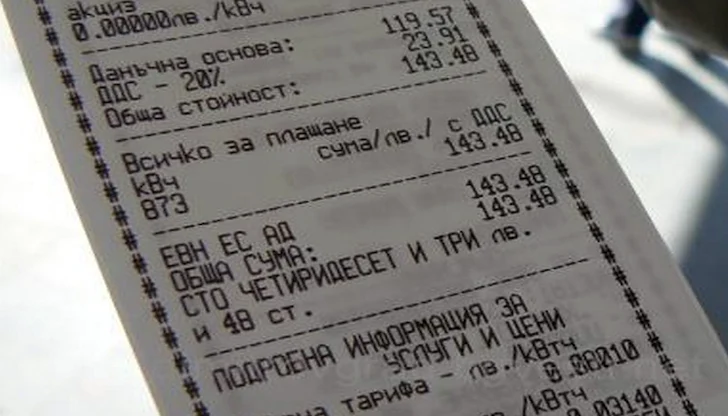 акциз
0.00000лв./кВч
119.57
Данъчна основа: 23.91
ДДС - 20% 143.48
Обща стойност:
Всичко за плащане
сума/лв./ с ДДС
кВч 143.48
873
143.48
ЕВН ЕС АД 143.48
ОБЩА СУМА:
СТО ЧЕТИРИДЕСЕТ И ТРИ лв.
и 48 ст.
ПОДРОБНА ИНФОРМАЦИЯ ЗА
УСЛУГИ И ЦЕНИ
тарифа - лв./кВтч
0.08010
/кВтч
03140